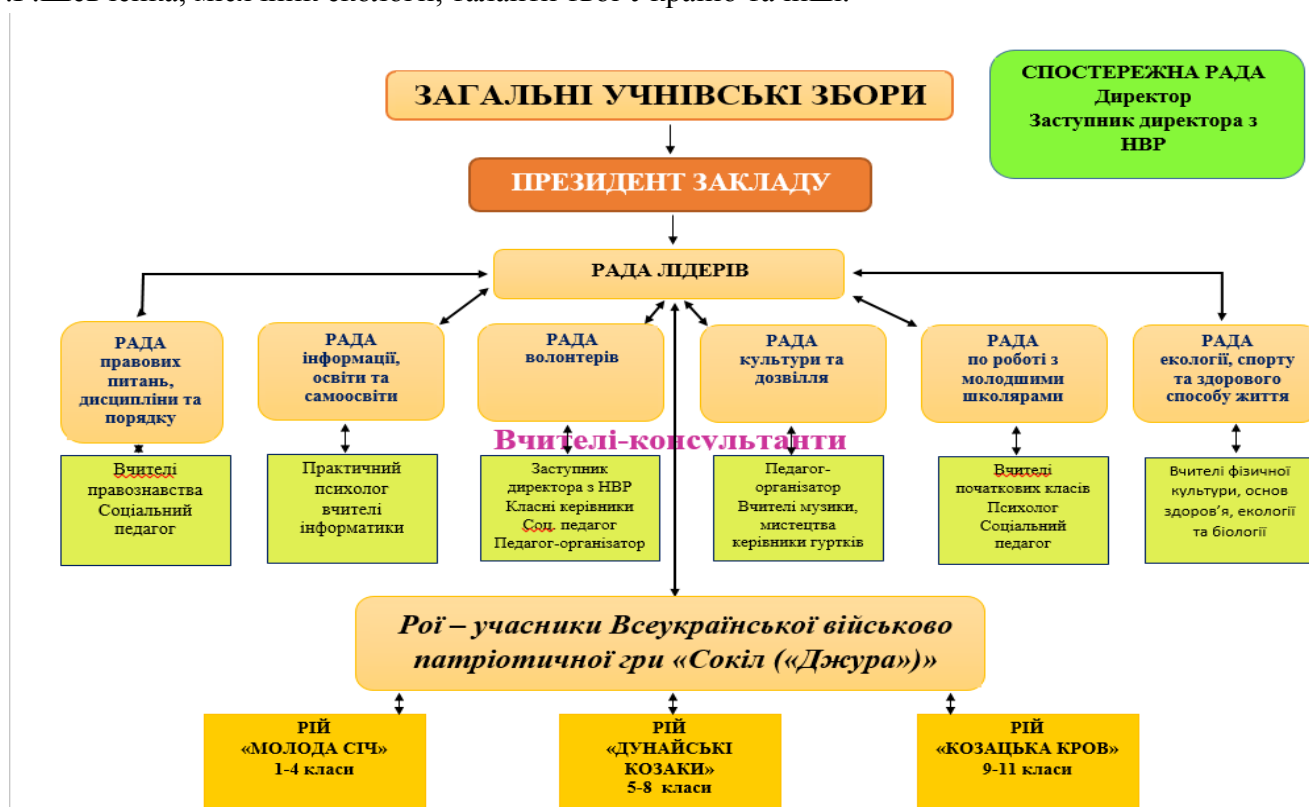 ЗАГАЛЬНІ УЧНІВСЬКІ ЗБОРИ
СПОСТЕРЕЖНА РАДА
Директор
Заступник директора з
НВР
ПРЕЗИДЕНТ ЗАКЛАДУ
РАДА ЛІДЕРІВ
РАДА
правових
питань,
дисципліни та
порядку
РАДА
інформації,
освіти та
самоосвіти
РАДА
волонтерів
РАДА
культури та
дозвілля
РАДА
по роботі з
молодшими
школярами
РАДА
екології, спорту
та здорового
способу життя
Вчителі-консультанти
Вчителі
правознавства
Соціальний
педагог
Практичний
психолог
вчителі
інформатики
Заступник
директора з НВР
Класні керівники
Соц. педагог
Педагог-організатор
Педагог-
організатор
Вчителі музики,
мистецтва
керівники гуртків
Вчителі
початкових класів
Психолог
Соціальний
педагог
Вчителі фізичної
культури, основ
здоров’я, екології
та біології
Рої – учасники Всеукраїнської військово
патріотичної гри «Сокіл («Джура»)»
РІЙ
«МОЛОДА СІЧ»
1-4 класи
РІЙ
«ДУНАЙСЬКІ
КОЗАКИ»
5-8 класи
РІЙ
«КОЗАЦЬКА КРОВ»
9-11 класи